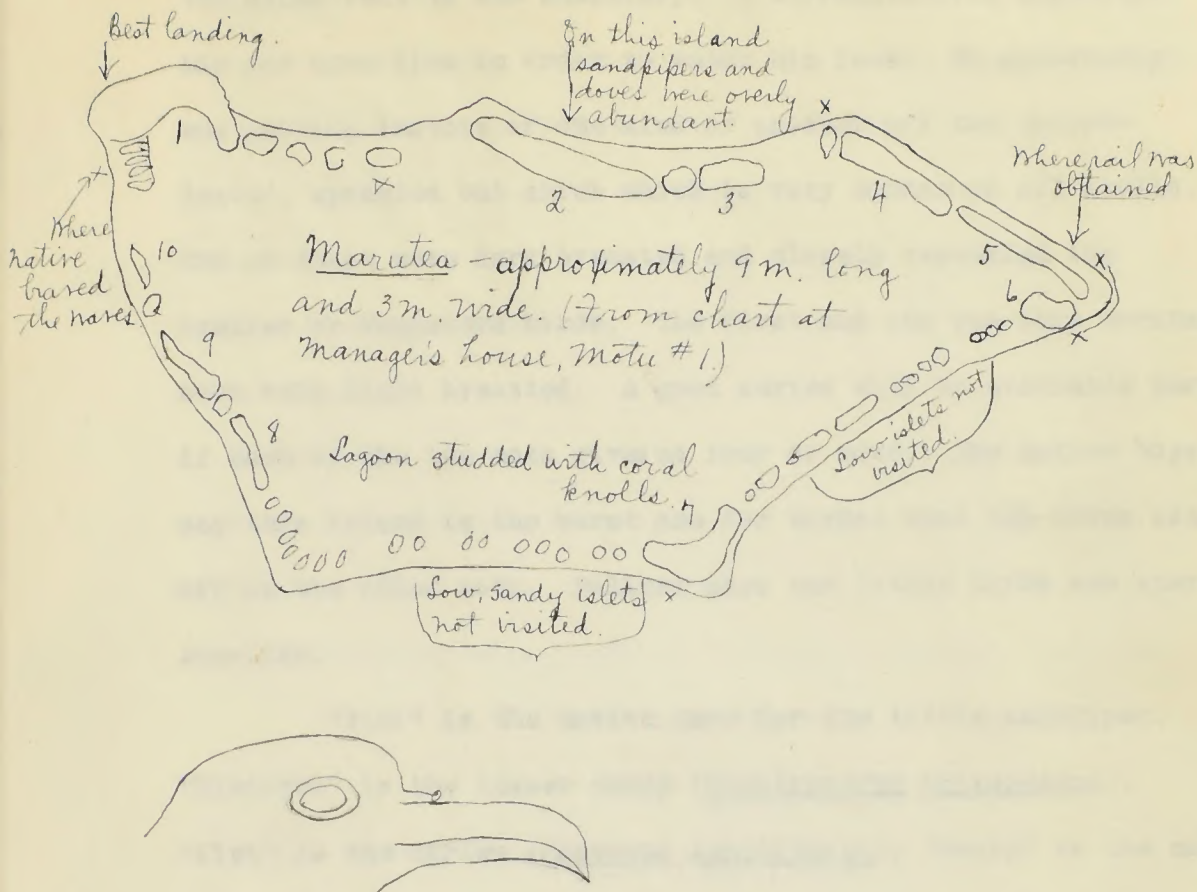 Best landing.
On this island
sandpipers and
doves were overly
abundant.
x
Where rail was
obtained
1
x
2
3
4
5
x
6
x
+
Where
native
braved
the waves.
10
Marutea - approximately 9 m. long
and 3 m. wide. (From chart at
Manager's house, Motu #1.)
9
8
Lagoon studded with coral
knolls.
7
Low islets not
visited.
Low, sandy islets
not visited.
x